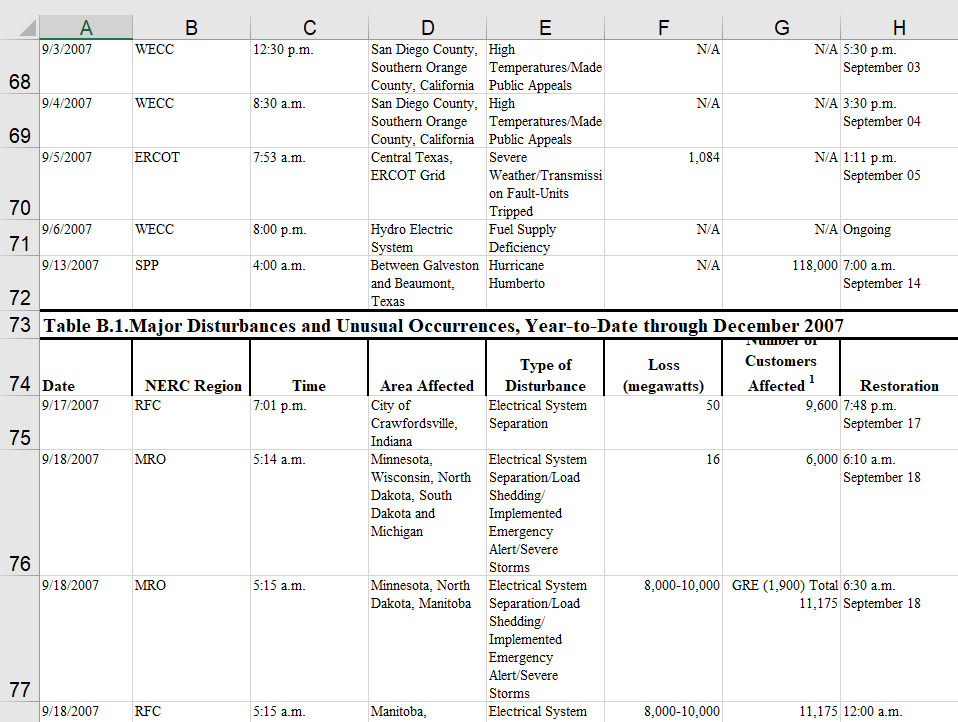 A B C D E F G H
68 9/3/2007 WECC 12:30 p.m. San Diego County, Southern Orange County, California High Temperatures/Made Public Appeals N/A N/A 5:30 p.m. September 03
69 9/4/2007 WECC 8:30 a.m. San Diego County, Southern Orange County, California High Temperatures/Made Public Appeals N/A N/A 3:30 p.m. September 04
70 9/5/2007 ERCOT 7:53 a.m. Central Texas, ERCOT Grid Severe Weather/Transmissi on Fault-Units Tripped 1,084 N/A 1:11 p.m. September 05
71 9/6/2007 WECC 8:00 p.m. Hydro Electric System Fuel Supply Deficiency N/A N/A Ongoing
72 9/13/2007 SPP 4:00 a.m. Between Galveston and Beaumont, Texas Hurricane Humberto N/A 118,000 7:00 a.m. September 14
73 Table B.1.Major Disturbances and Unusual Occurrences, Year-to-Date through December 2007
74 Date NERC Region Time Area Affected Type of Disturbance Loss (megawatts) Number of Customers Affected 1 Restoration
75 9/17/2007 RFC 7:01 p.m. City of Crawfordsville, Indiana Electrical System Separation 50 9,600 7:48 p.m. September 17
76 9/18/2007 MRO 5:14 a.m. Minnesota, Wisconsin, North Dakota, South Dakota and Michigan Electrical System Separation/Load Shedding/ Implemented Emergency Alert/Severe Storms 16 6,000 6:10 a.m. September 18
77 9/18/2007 MRO 5:15 a.m. Minnesota, North Dakota, Manitoba Electrical System Separation/Load Shedding/ Implemented Emergency Alert/Severe Storms 8,000-10,000 GRE (1,900) Total 11,175 6:30 a.m. September 18
9/18/2007 RFC 5:15 a.m. Manitoba, Electrical System 8,000-10,000 11,175 12:00 a.m.